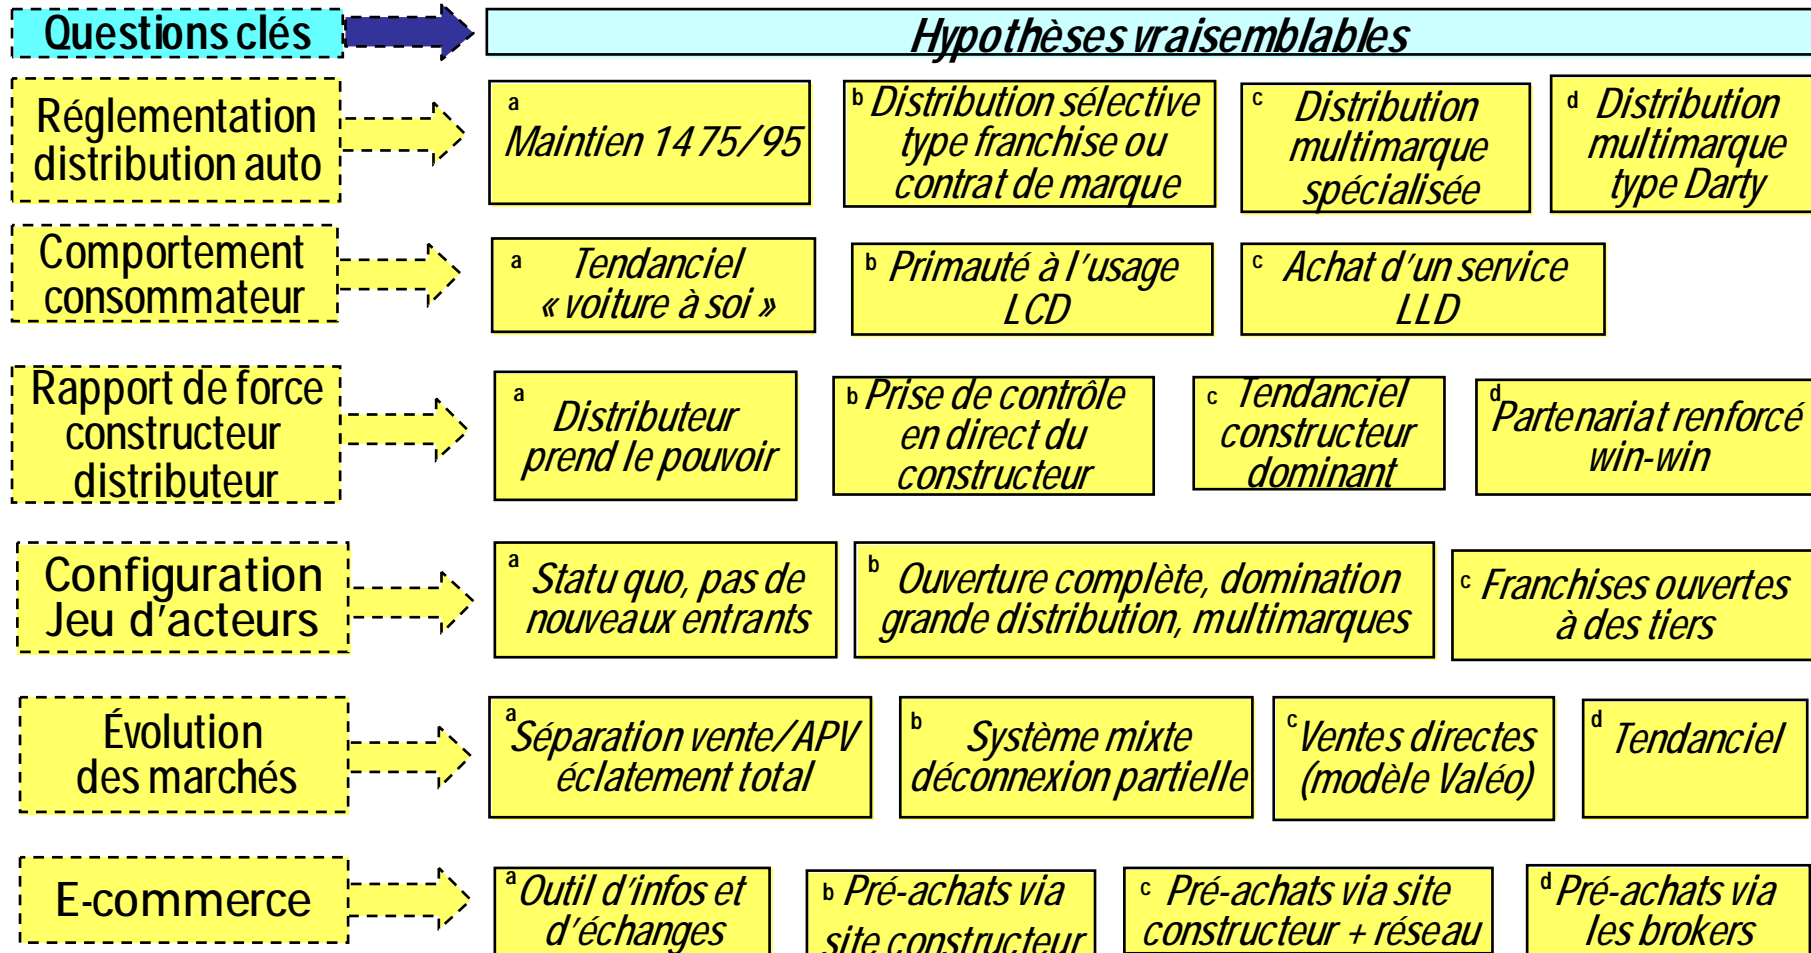 Questions clés
Hypothèses vraisemblables
Réglementation
distribution auto
a
Maintien 1475/95
b Distribution sélective
type franchise ou
contrat de marque
c Distribution
multimarque
spécialisée
d Distribution
multimarque
type Darty
Comportement
consommateur
a Tendanciel
« voiture à soi »
b Primauté à l'usage
LCD
c Achat d'un service
LLD
Rapport de force
constructeur
distributeur
a
Distributeur
prend le pouvoir
b Prise de contrôle
en direct du
constructeur
c Tendanciel
constructeur
dominant
d
Partenariat renforcé
win-win
Configuration
Jeu d'acteurs
a Statu quo, pas de
nouveaux entrants
b Ouverture complète, domination
grande distribution, multimarques
c Franchises ouvertes
à des tiers
Évolution
des marchés
a
Séparation vente/APV
éclatement total
b Système mixte
déconnexion partielle
c Ventes directes
(modèle Valéo)
d Tendanciel
E-commerce
a Outil d'infos et
d'échanges
b Pré-achats via
site constructeur
c Pré-achats via site
constructeur + réseau
d Pré-achats via
les brokers